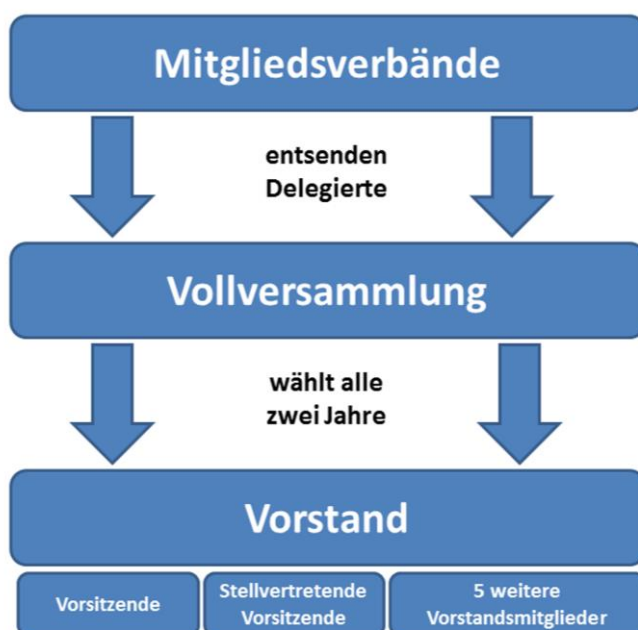 Mitgliedsverbände
entsenden
Delegierte
Vollversammlung
wählt alle
zwei Jahre
Vorstand
Vorsitzende
Stellvertretende
Vorsitzende
5 weitere
Vorstandsmitglieder